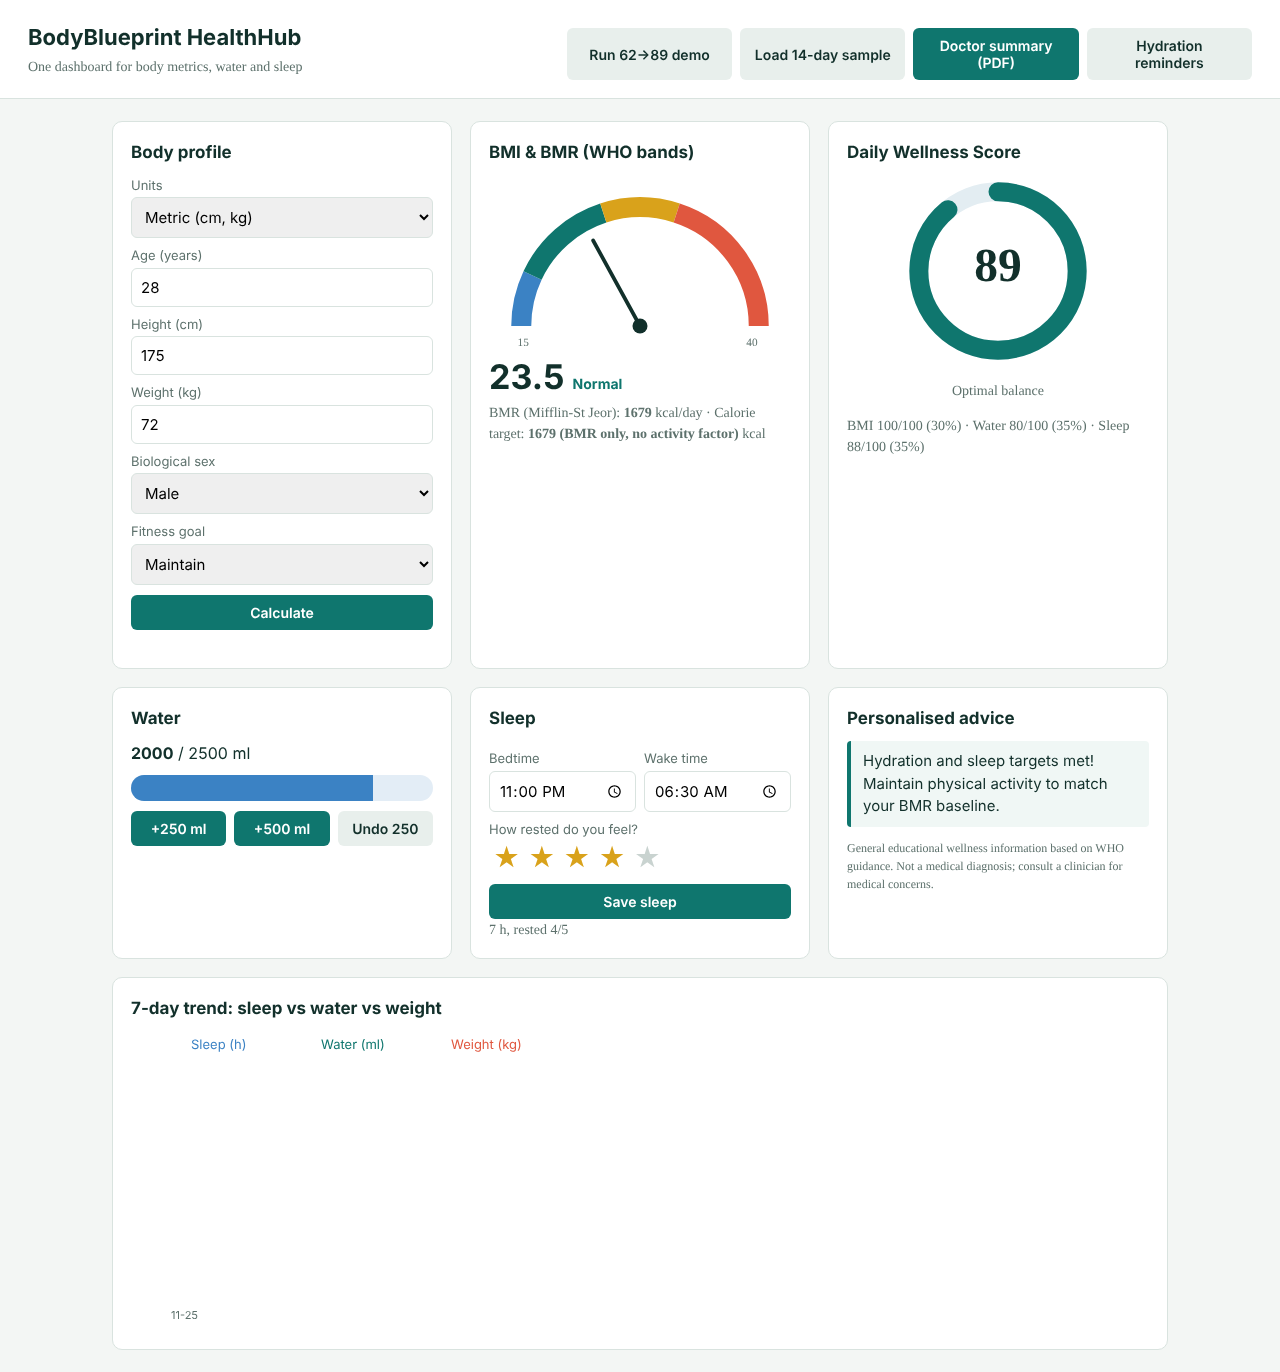 BodyBlueprint HealthHub
One dashboard for body metrics, water and sleep
Run 62→89 demo
Load 14-day sample
Doctor summary
(PDF)
Hydration
reminders
Body profile
Units
Metric (cm, kg)
Age (years)
28
Height (cm)
175
Weight (kg)
72
Biological sex
Male
Fitness goal
Maintain
Calculate
BMI & BMR (WHO bands)
15
40
23.5 Normal
BMR (Mifflin-St Jeor): 1679 kcal/day · Calorie
target: 1679 (BMR only, no activity factor) kcal
Daily Wellness Score
89
Optimal balance
BMI 100/100 (30%) · Water 80/100 (35%) · Sleep
88/100 (35%)
Water
2000 / 2500 ml
+250 ml
+500 ml
Undo 250
Sleep
Bedtime
Wake time
11:00 PM
06:30 AM
How rested do you feel?
★ ★ ★ ★ ★
Save sleep
7 h, rested 4/5
Personalised advice
Hydration and sleep targets met!
Maintain physical activity to match
your BMR baseline.
General educational wellness information based on WHO
guidance. Not a medical diagnosis; consult a clinician for
medical concerns.
7-day trend: sleep vs water vs weight
Sleep (h)
Water (ml)
Weight (kg)
11-25